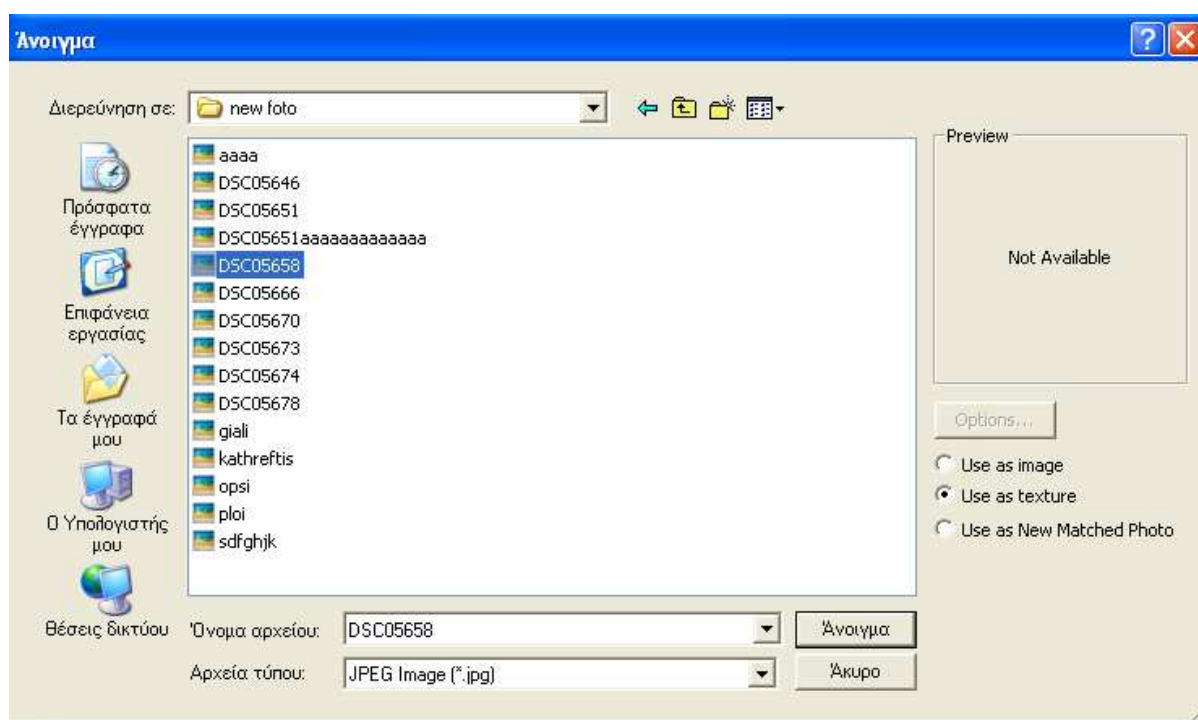 Άνοιγμα
Διερεύνηση σε:
new foto
Πρόσφατα
έγγραφα
Επιφάνεια
εργασίας
Τα έγγραφά
μου
Ο Υπολογιστής
μου
Θέσεις δικτύου
aaaa
DSC05646
DSC05651
DSC05651aaaaaaaaaaaaa
DSC05658
DSC05666
DSC05670
DSC05673
DSC05674
DSC05678
giali
kathreftis
opsi
ploi
sdfghjk
Preview
Not Available
Options...
Use as image
Use as texture
Use as New Matched Photo
Όνομα αρχείου:
DSC05658
Άνοιγμα
Αρχεία τύπου:
JPEG Image (*.jpg)
Άκυρο